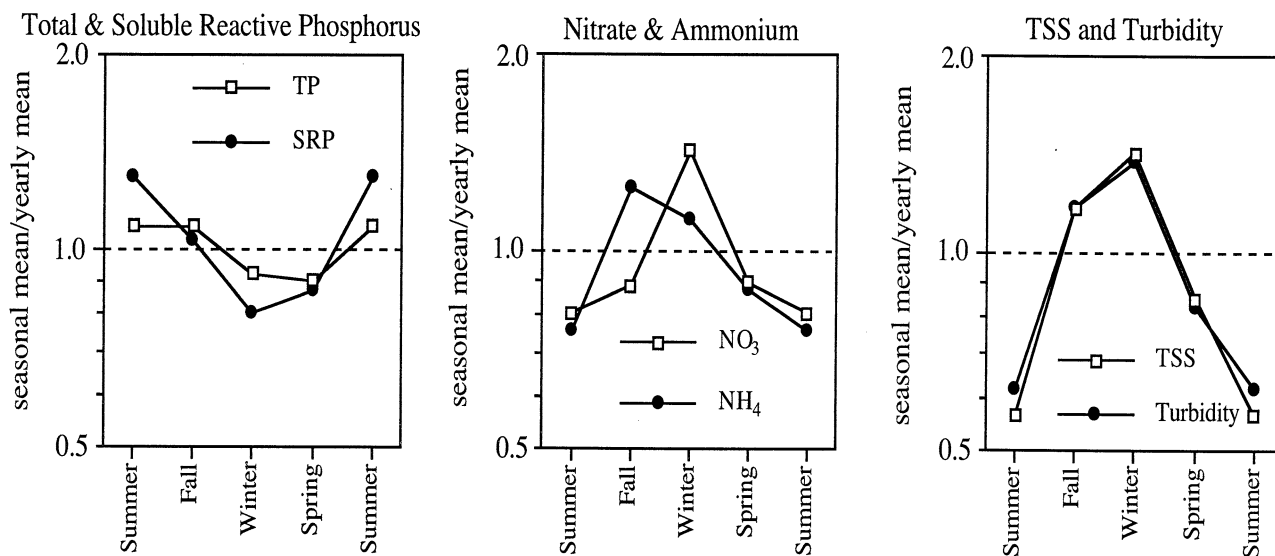 Total & Soluble Reactive Phosphorus
seasonal mean/yearly mean
2.0
1.0
0.5
TP
SRP
Summer
Fall
Winter
Spring
Summer
Nitrate & Ammonium
seasonal mean/yearly mean
2.0
1.0
0.5
NO₃
NH₄
Summer
Fall
Winter
Spring
Summer
TSS and Turbidity
seasonal mean/yearly mean
2.0
1.0
0.5
TSS
Turbidity
Summer
Fall
Winter
Spring
Summer